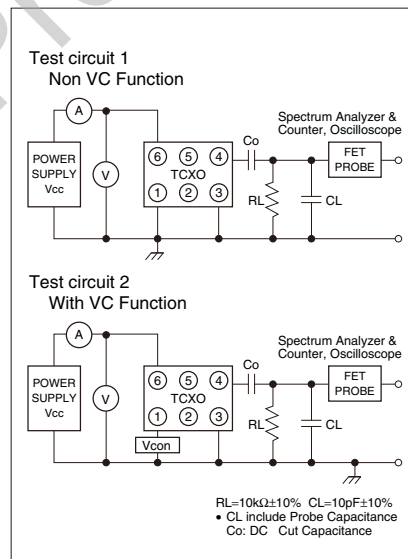 Test circuit 1
Non VC Function
A
POWER
SUPPLY
Vcc
V
6 5 4
TCXO
1 2 3
Co
RL
CL
Spectrum Analyzer &
Counter, Oscilloscope
FET
PROBE
Test circuit 2
With VC Function
A
POWER
SUPPLY
Vcc
V
6 5 4
TCXO
1 2 3
Vcon
Co
RL
CL
Spectrum Analyzer &
Counter, Oscilloscope
FET
PROBE
RL=10kΩ±10% CL=10pF±10%
• CL include Probe Capacitance
Co: DC Cut Capacitance